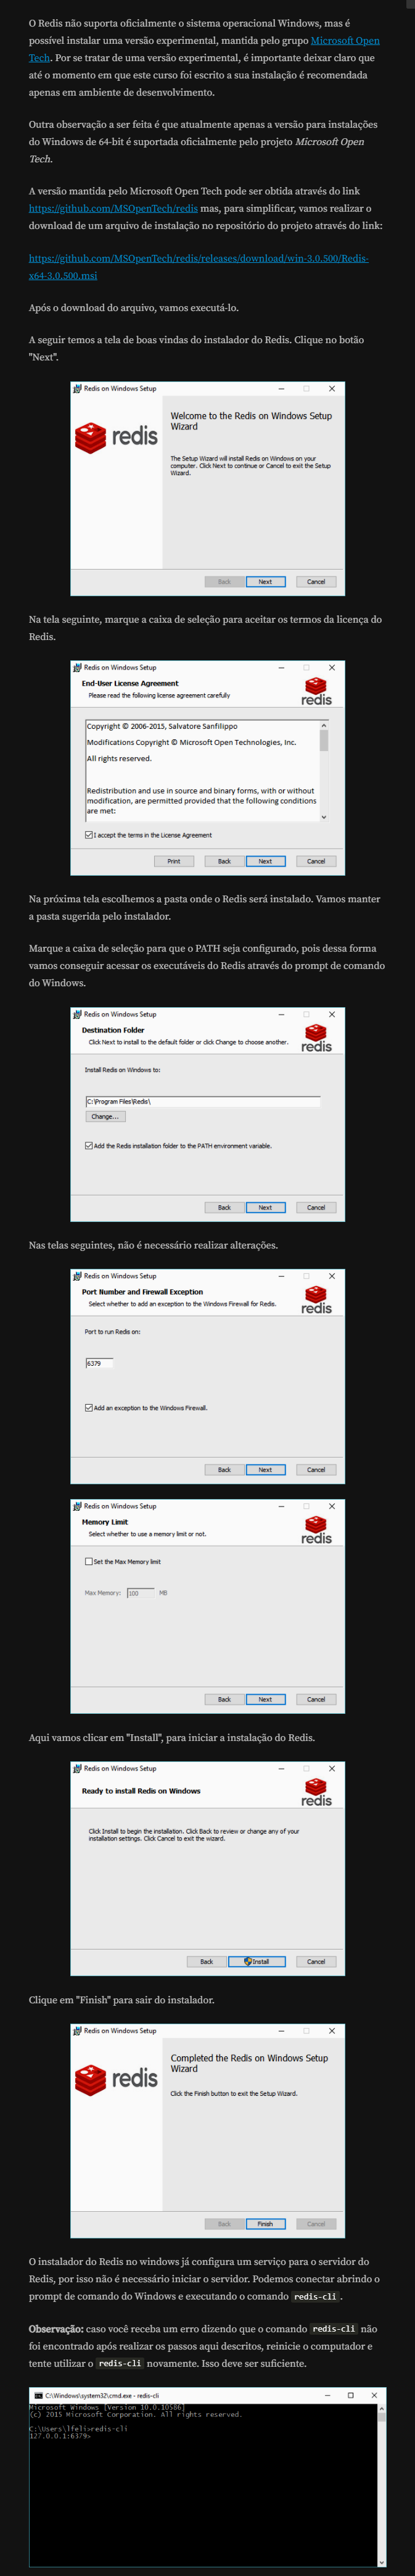 O Redis não suporta oficialmente o sistema operacional Windows, mas é
possível instalar uma versão experimental, mantida pelo grupo Microsoft Open
Tech. Por se tratar de uma versão experimental, é importante deixar claro que
até o momento em que este curso foi escrito a sua instalação é recomendada
apenas em ambiente de desenvolvimento.
Outra observação a ser feita é que atualmente apenas a versão para instalações
do Windows de 64-bit é suportada oficialmente pelo projeto Microsoft Open
Tech.
A versão mantida pelo Microsoft Open Tech pode ser obtida através do link
https://github.com/MSOpenTech/redis mas, para simplificar, vamos realizar o
download de um arquivo de instalação no repositório do projeto através do link:
https://github.com/MSOpenTech/redis/releases/download/win-3.0.500/Redis-
x64-3.0.500.msi
Após o download do arquivo, vamos executá-lo.
A seguir temos a tela de boas vindas do instalador do Redis. Clique no botão
"Next".
Redis on Windows Setup
redis
Welcome to the Redis on Windows Setup
Wizard
The Setup Wizard will install Redis on Windows on your
computer. Click Next to continue or Cancel to exit the Setup
Wizard.
Back Next Cancel
Na tela seguinte, marque a caixa de seleção para aceitar os termos da licença do
Redis.
Redis on Windows Setup
End-User License Agreement
Please read the following license agreement carefully
redis
Copyright © 2006-2015, Salvatore Sanfilippo
Modifications Copyright © Microsoft Open Technologies, Inc.
All rights reserved.
Redistribution and use in source and binary forms, with or without
modification, are permitted provided that the following conditions
are met:
I accept the terms in the License Agreement
Print Back Next Cancel
Na próxima tela escolhemos a pasta onde o Redis será instalado. Vamos manter
a pasta sugerida pelo instalador.
Marque a caixa de seleção para que o PATH seja configurado, pois dessa forma
vamos conseguir acessar os executáveis do Redis através do prompt de comando
do Windows.
Redis on Windows Setup
Destination Folder
Click Next to install to the default folder or click Change to choose another.
redis
Install Redis on Windows to:
C:\Program Files\Redis\
Change...
Add the Redis installation folder to the PATH environment variable.
Back Next Cancel
Nas telas seguintes, não é necessário realizar alterações.
Redis on Windows Setup
Port Number and Firewall Exception
Select whether to add an exception to the Windows Firewall for Redis.
redis
Port to run Redis on:
6379
Add an exception to the Windows Firewall.
Back Next Cancel
Redis on Windows Setup
Memory Limit
Select whether to use a memory limit or not.
redis
Set the Max Memory limit
Max Memory: 100 MB
Back Next Cancel
Aqui vamos clicar em "Install", para iniciar a instalação do Redis.
Redis on Windows Setup
Ready to install Redis on Windows
redis
Click Install to begin the installation. Click Back to review or change any of your
installation settings. Click Cancel to exit the wizard.
Back Install Cancel
Clique em "Finish" para sair do instalador.
Redis on Windows Setup
redis
Completed the Redis on Windows Setup
Wizard
Click the Finish button to exit the Setup Wizard.
Back Finish Cancel
O instalador do Redis no windows já configura um serviço para o servidor do
Redis, por isso não é necessário iniciar o servidor. Podemos conectar abrindo o
prompt de comando do Windows e executando o comando redis-cli.
Observação: caso você receba um erro dizendo que o comando redis-cli não
foi encontrado após realizar os passos aqui descritos, reinicie o computador e
tente utilizar o redis-cli novamente. Isso deve ser suficiente.
C:\Windows\system32\cmd.exe - redis-cli
Microsoft Windows [Version 10.0.10586]
(c) 2015 Microsoft Corporation. All rights reserved.
C:\Users\lfeli>redis-cli
127.0.0.1:6379>